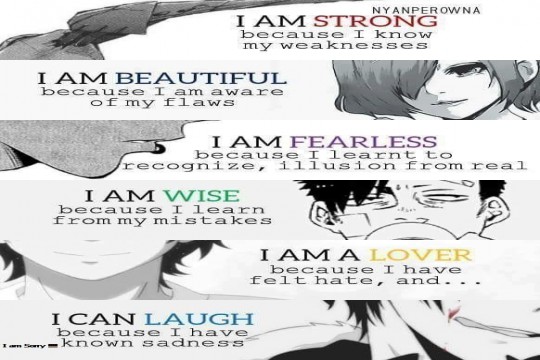 NYANPEROWNA
I AM STRONG
because I know
my weaknesses
I AM BEAUTIFUL
because I am aware
of my flaws
I AM FEARLESS
because I learnt to
recognize, illusion from real
I AM WISE
because I learn
from my mistakes
I AM A LOVER
because I have
felt hate, and...
I CAN LAUGH
because I have
known sadness
I am Sorry